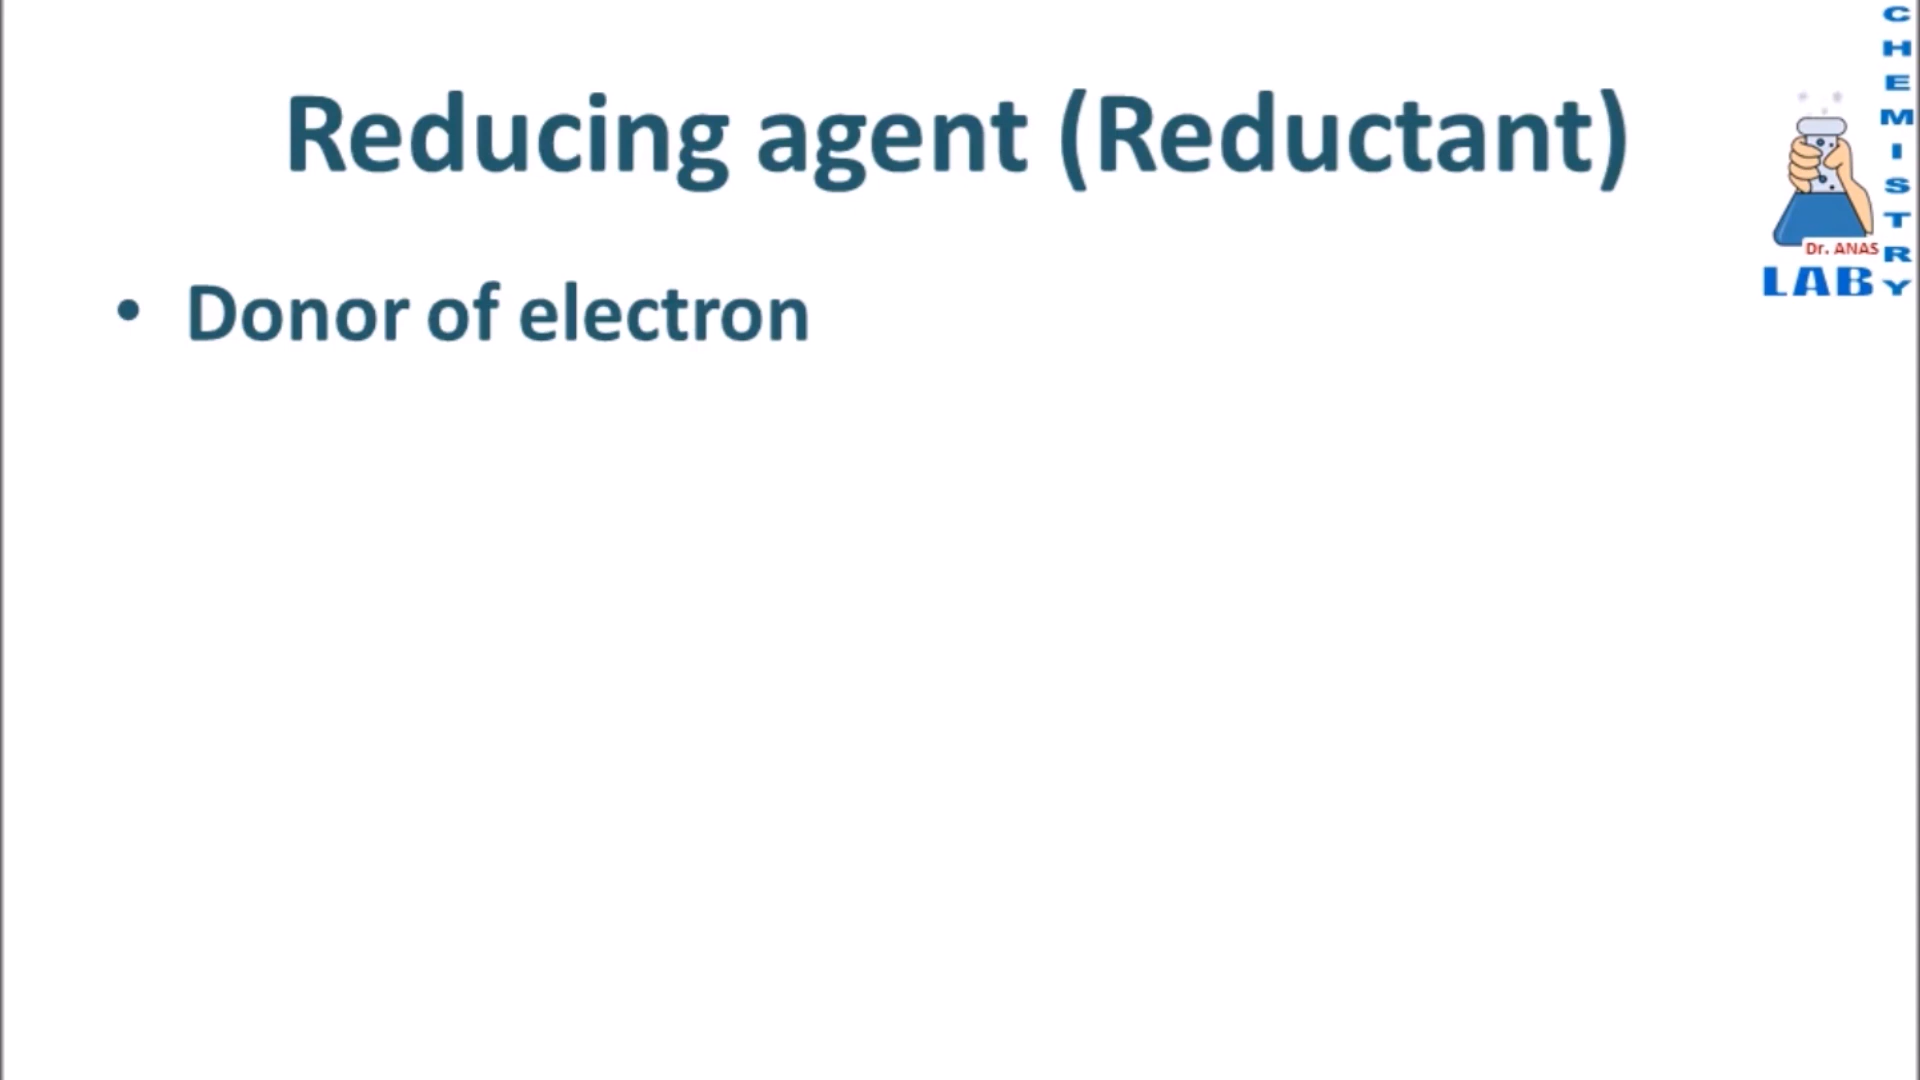 Reducing agent (Reductant)
• Donor of electron
CHEMISTRY
Dr. ANAS
LAB